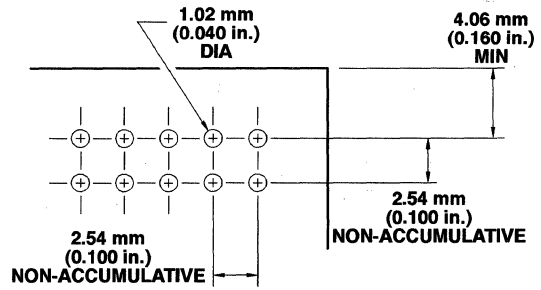 1.02 mm
(0.040 in.)
DIA
4.06 mm
(0.160 in.)
MIN
2.54 mm
(0.100 in.)
NON-ACCUMULATIVE
2.54 mm
(0.100 in.)
NON-ACCUMULATIVE